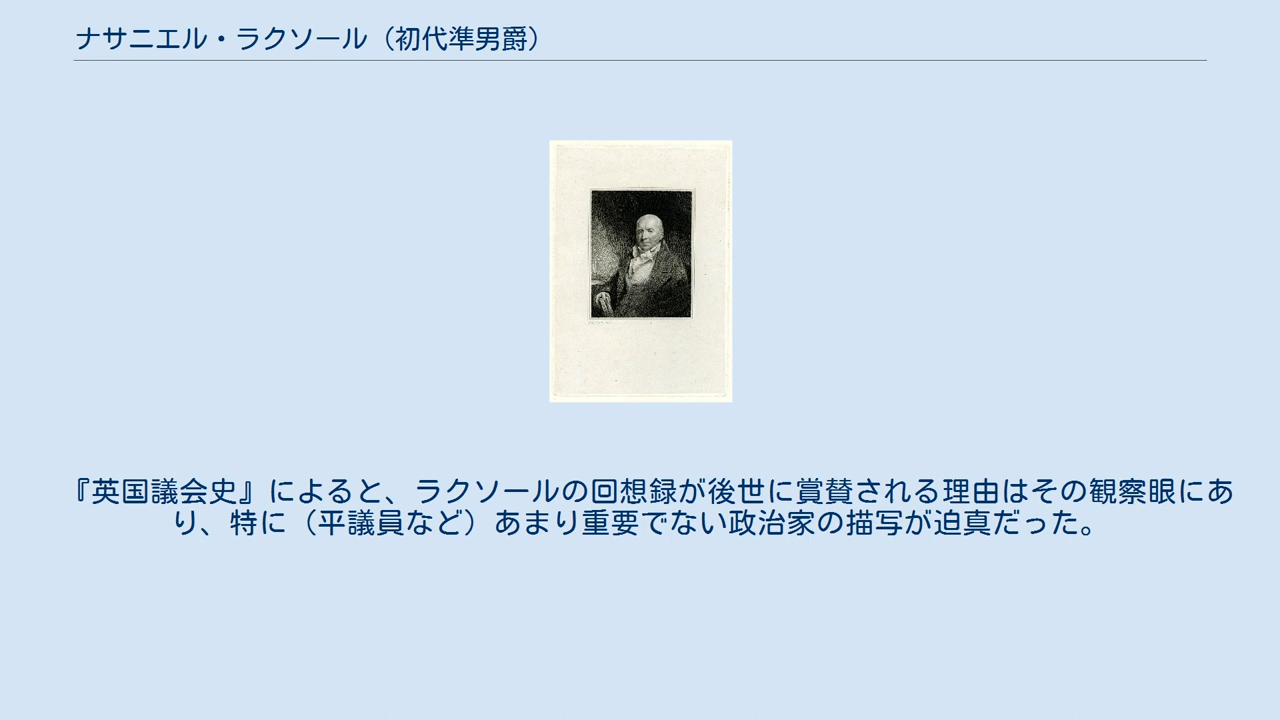 ナサニエル・ラクソール（初代準男爵）
『英国議会史』によると、ラクソールの回想録が後世に賞賛される理由はその観察眼にあ
り、特に（平議員など）あまり重要でない政治家の描写が迫真だった。